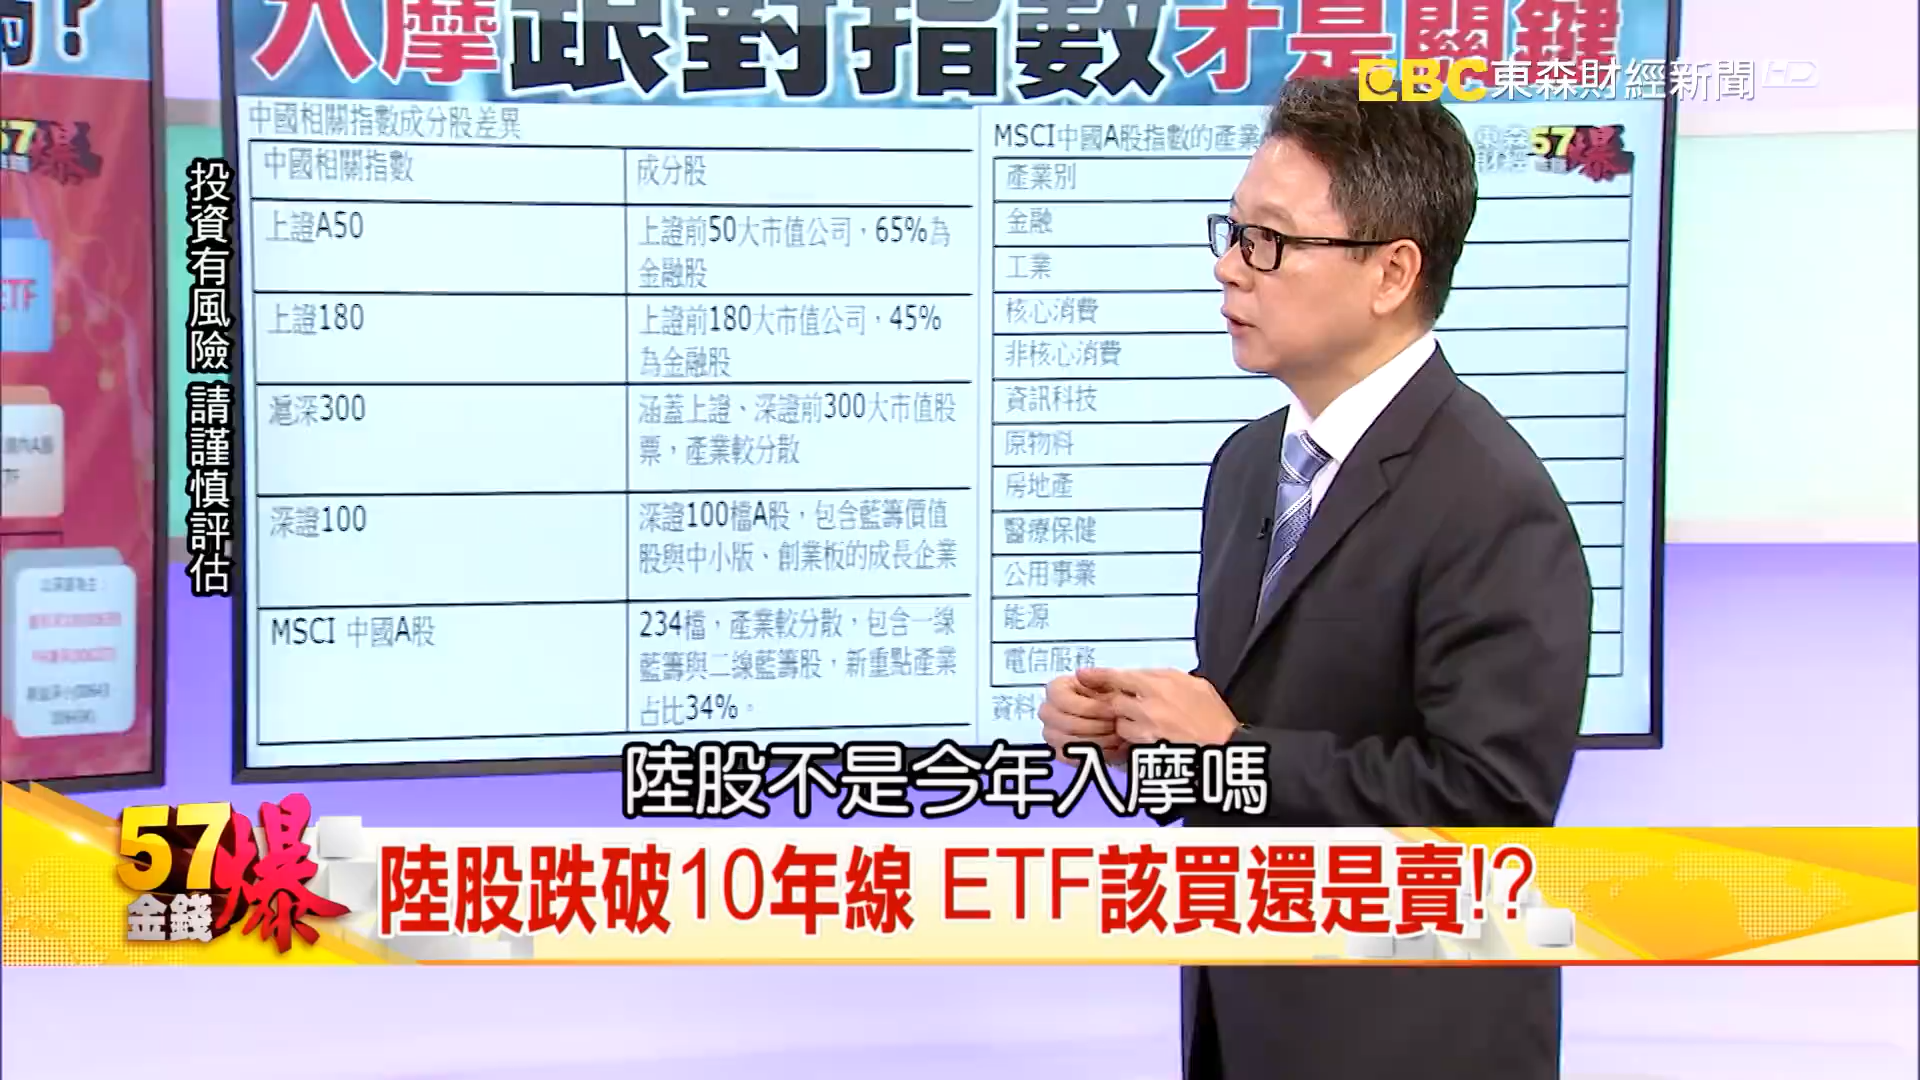 入摩跟對指數才是關鍵
EBC東森財經新聞HD
投資有風險 請謹慎評估
57
爆
ETF
中國相關指數成分股差異
中國相關指數 成分股
上證A50 上證前50大市值公司，65%為
金融股
上證180 上證前180大市值公司，45%
為金融股
滬深300 涵蓋上證、深證前300大市值股
票，產業較分散
深證100 深證100檔A股，包含藍籌價值
股與中小版、創業板的成長企業
MSCI 中國A股 234檔，產業較分散，包含一線
藍籌與二線藍籌股，新重點產業
占比34%。
MSCI中國A股指數的產業
東森
財經
57
爆
產業別
金融
工業
核心消費
非核心消費
資訊科技
原物料
房地產
醫療保健
公用事業
能源
電信服務
資料
陸股不是今年入摩嗎
57
金錢
爆
陸股跌破10年線 ETF該買還是賣!?